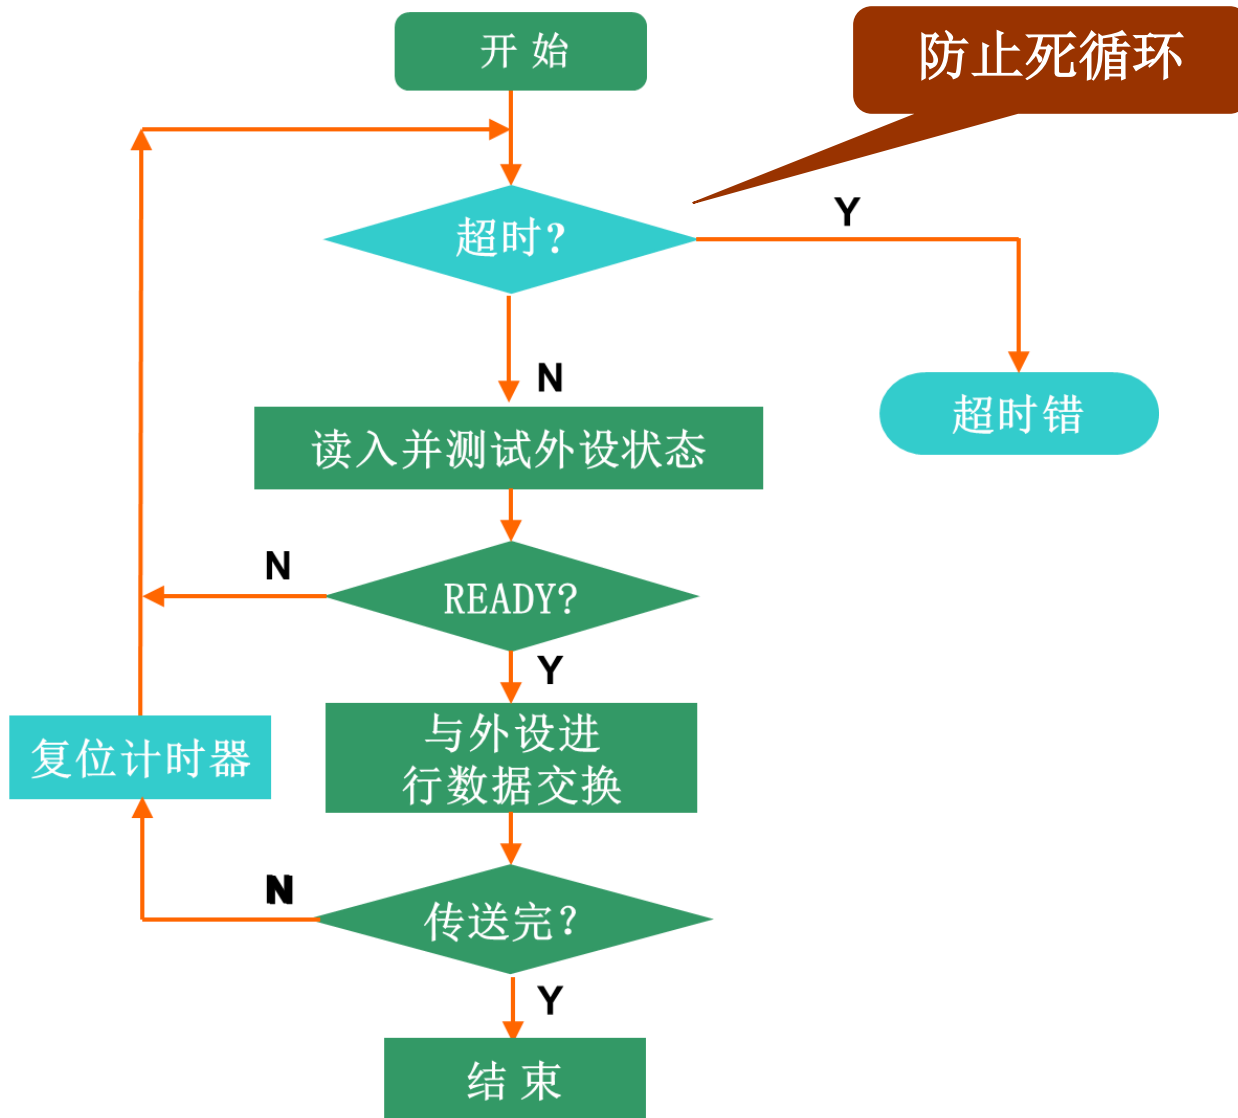 开 始
防止死循环
超时?
Y
N
超时错
读入并测试外设状态
N
READY?
Y
复位计时器
与外设进
行数据交换
N
传送完?
Y
结 束